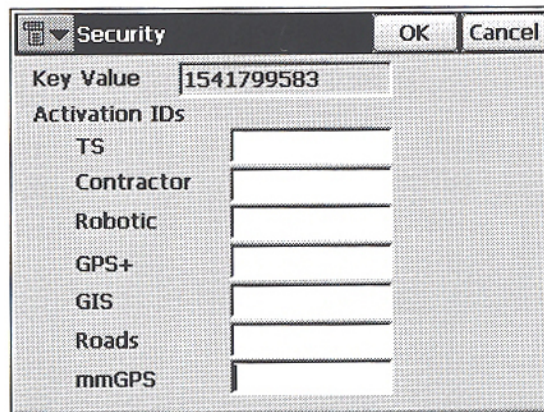 Security OK Cancel
Key Value 1541799583
Activation IDs
TS
Contractor
Robotic
GPS+
GIS
Roads
mmGPS